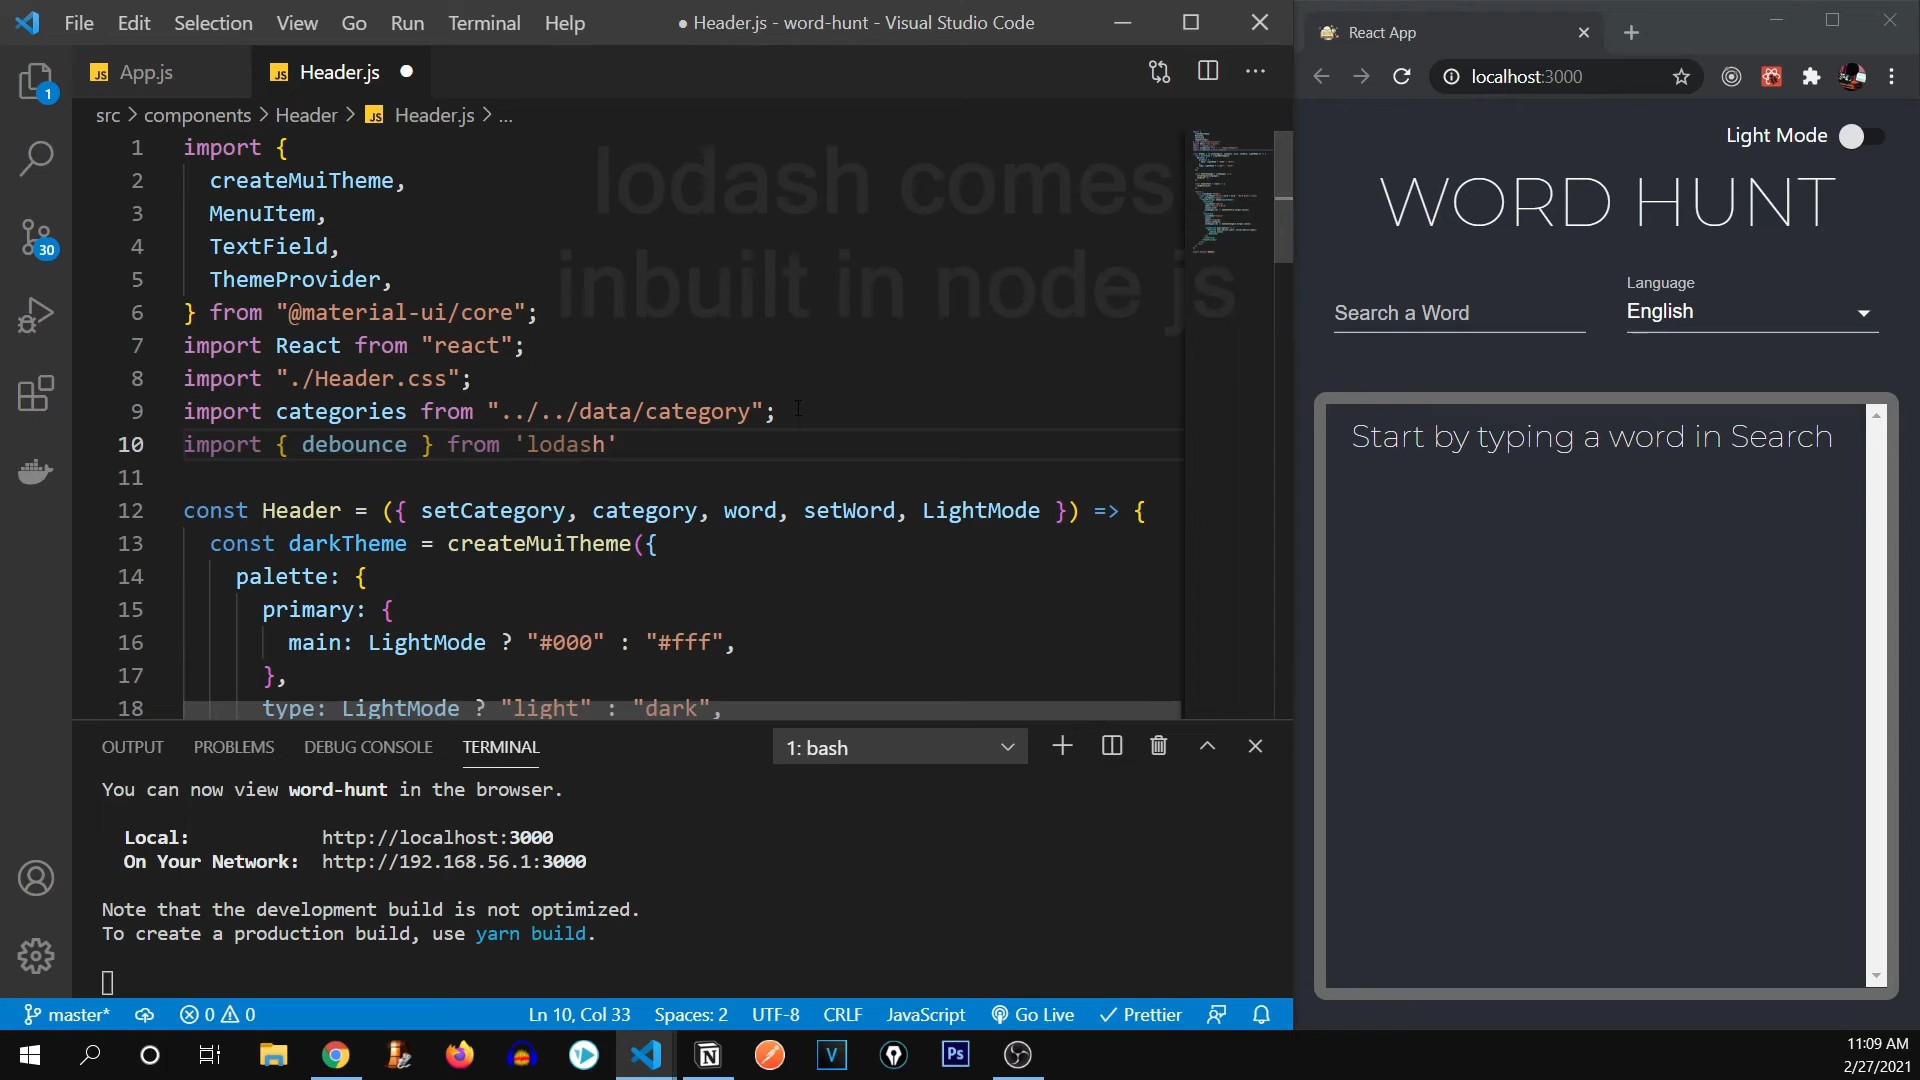 File Edit Selection View Go Run Terminal Help
● Header.js - word-hunt - Visual Studio Code
JS App.js
JS Header.js ●
src > components > Header > JS Header.js > ...
1 import {
2 createMuiTheme,
3 MenuItem,
4 TextField,
5 ThemeProvider,
6 } from "@material-ui/core";
7 import React from "react";
8 import "./Header.css";
9 import categories from "../../data/category";
10 import { debounce } from 'lodash'
11
12 const Header = ({ setCategory, category, word, setWord, LightMode }) => {
13 const darkTheme = createMuiTheme({
14 palette: {
15 primary: {
16 main: LightMode ? "#000" : "#fff",
17 },
18 type: LightMode ? "light" : "dark",
lodash comes
inbuilt in node js
1
30
OUTPUT PROBLEMS DEBUG CONSOLE TERMINAL
1: bash
You can now view word-hunt in the browser.
Local: http://localhost:3000
On Your Network: http://192.168.56.1:3000
Note that the development build is not optimized.
To create a production build, use yarn build.
master* 0 0 Ln 10, Col 33 Spaces: 2 UTF-8 CRLF JavaScript Go Live Prettier
React App
localhost:3000
Light Mode
WORD HUNT
Search a Word
Language
English
Start by typing a word in Search
N
V
Ps
11:09 AM
2/27/2021